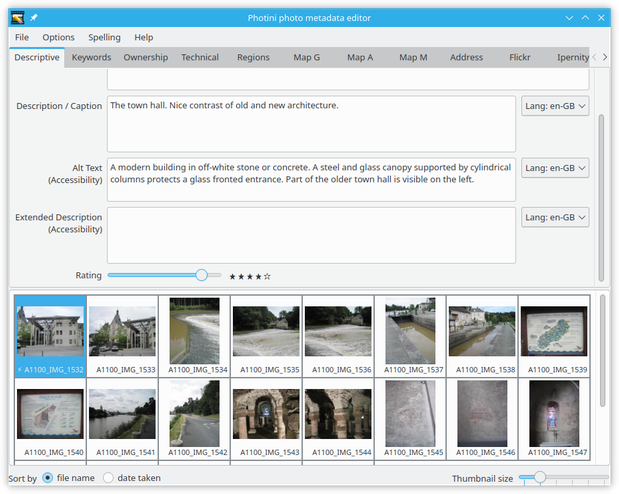 Photini photo metadata editor
File Options Spelling Help
Descriptive Keywords Ownership Technical Regions Map G Map A Map M Address Flickr Ipernity
Description / Caption
The town hall. Nice contrast of old and new architecture.
Lang: en-GB
Alt Text
(Accessibility)
A modern building in off-white stone or concrete. A steel and glass canopy supported by cylindrical
columns protects a glass fronted entrance. Part of the older town hall is visible on the left.
Lang: en-GB
Extended Description
(Accessibility)
Lang: en-GB
Rating ★★★★☆
⚡ A1100_IMG_1532 A1100_IMG_1533 A1100_IMG_1534 A1100_IMG_1535 A1100_IMG_1536 A1100_IMG_1537 A1100_IMG_1538 A1100_IMG_1539
A1100_IMG_1540 A1100_IMG_1541 A1100_IMG_1542 A1100_IMG_1543 A1100_IMG_1544 A1100_IMG_1545 A1100_IMG_1546 A1100_IMG_1547
Sort by file name date taken Thumbnail size